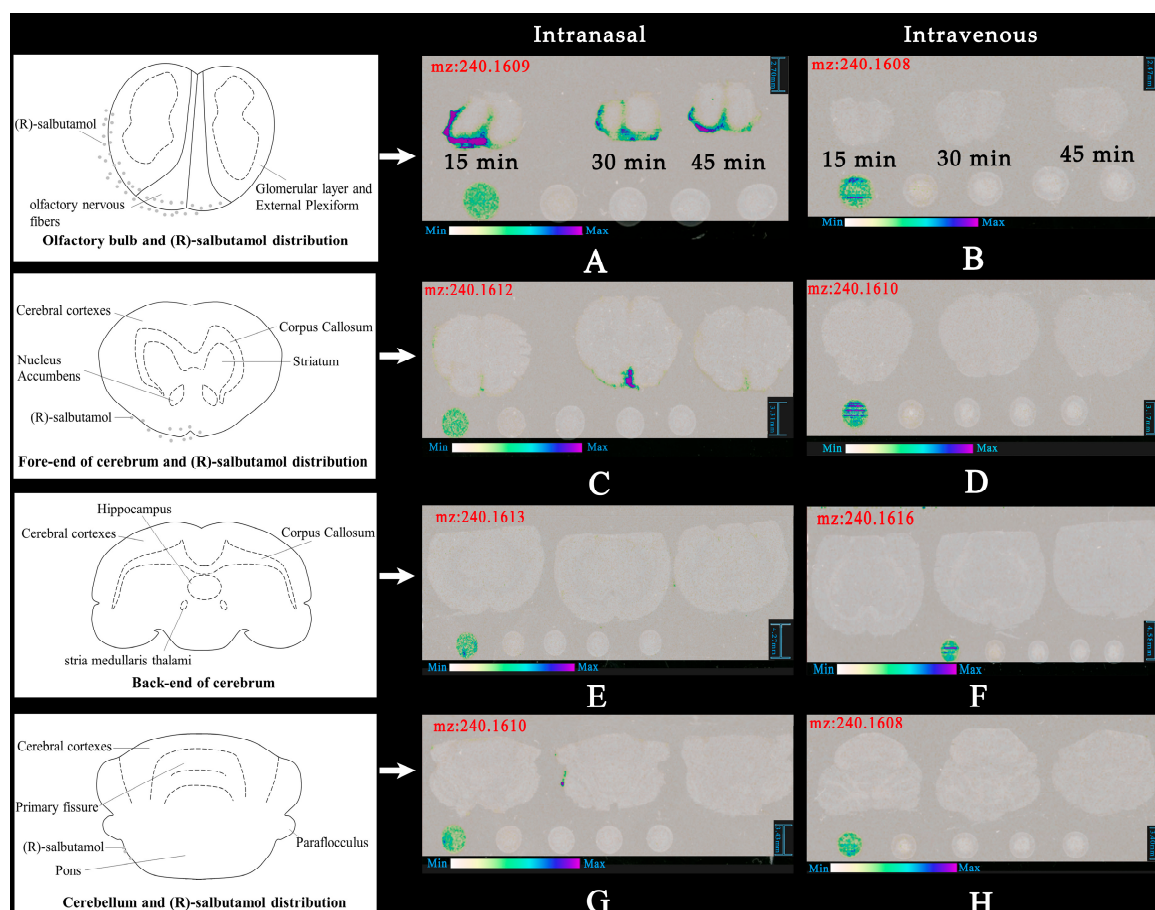 Intranasal
Intravenous
(R)-salbutamol
olfactory nervous
fibers
Glomerular layer and
External Plexiform
Olfactory bulb and (R)-salbutamol distribution
mz:240.1609
15 min
30 min
45 min
Min
Max
A
mz:240.1608
15 min
30 min
45 min
Min
Max
B
Cerebral cortexes
Corpus Callosum
Nucleus
Accumbens
Striatum
(R)-salbutamol
Fore-end of cerebrum and (R)-salbutamol distribution
mz:240.1612
Min
Max
C
mz:240.1610
Min
Max
D
Hippocampus
Cerebral cortexes
Corpus Callosum
stria medullaris thalami
Back-end of cerebrum
mz:240.1613
Min
Max
E
mz:240.1616
Min
Max
F
Cerebral cortexes
Primary fissure
(R)-salbutamol
Paraflocculus
Pons
Cerebellum and (R)-salbutamol distribution
mz:240.1610
Min
Max
G
mz:240.1608
Min
Max
H